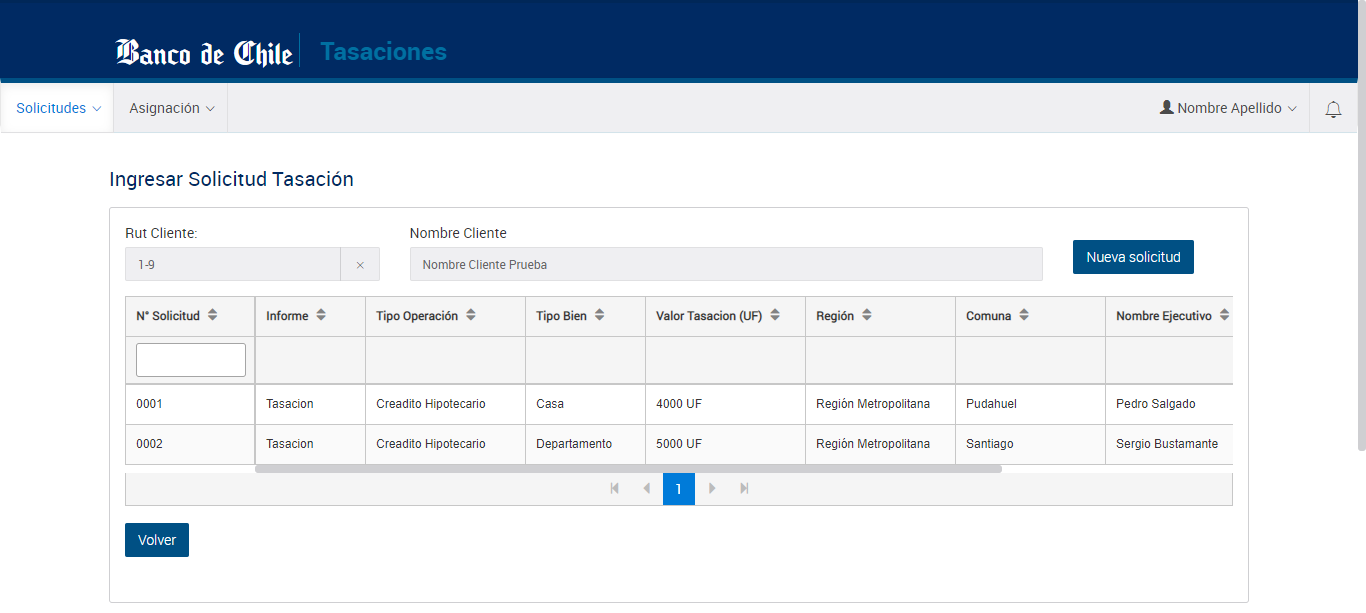 Banco de Chile Tasaciones
Solicitudes Asignación Nombre Apellido
Ingresar Solicitud Tasación
Rut Cliente: Nombre Cliente
1-9 × Nombre Cliente Prueba Nueva solicitud
N° Solicitud Informe Tipo Operación Tipo Bien Valor Tasacion (UF) Región Comuna Nombre Ejecutivo
0001 Tasacion Creadito Hipotecario Casa 4000 UF Región Metropolitana Pudahuel Pedro Salgado
0002 Tasacion Creadito Hipotecario Departamento 5000 UF Región Metropolitana Santiago Sergio Bustamante
1
Volver